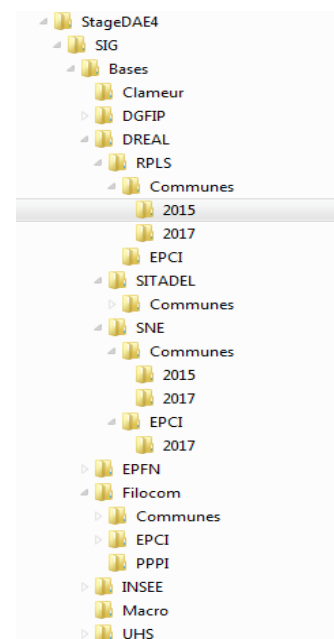 StageDAE4
SIG
Bases
Clameur
DGFIP
DREAL
RPLS
Communes
2015
2017
EPCI
SITADEL
Communes
SNE
Communes
2015
2017
EPCI
2017
EPFN
Filocom
Communes
EPCI
PPPI
INSEE
Macro
UHS